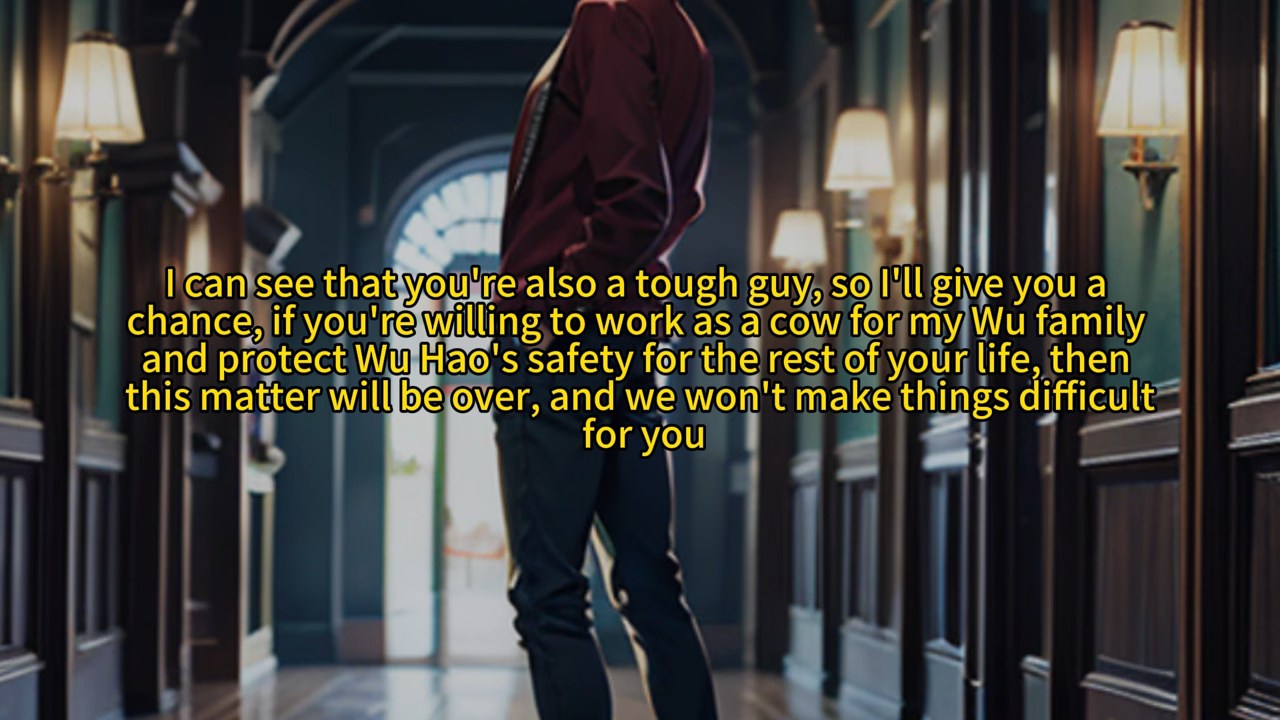 I can see that you're also a tough guy, so I'll give you a
chance, if you're willing to work as a cow for my Wu family
and protect Wu Hao's safety for the rest of your life, then
this matter will be over, and we won't make things difficult
for you